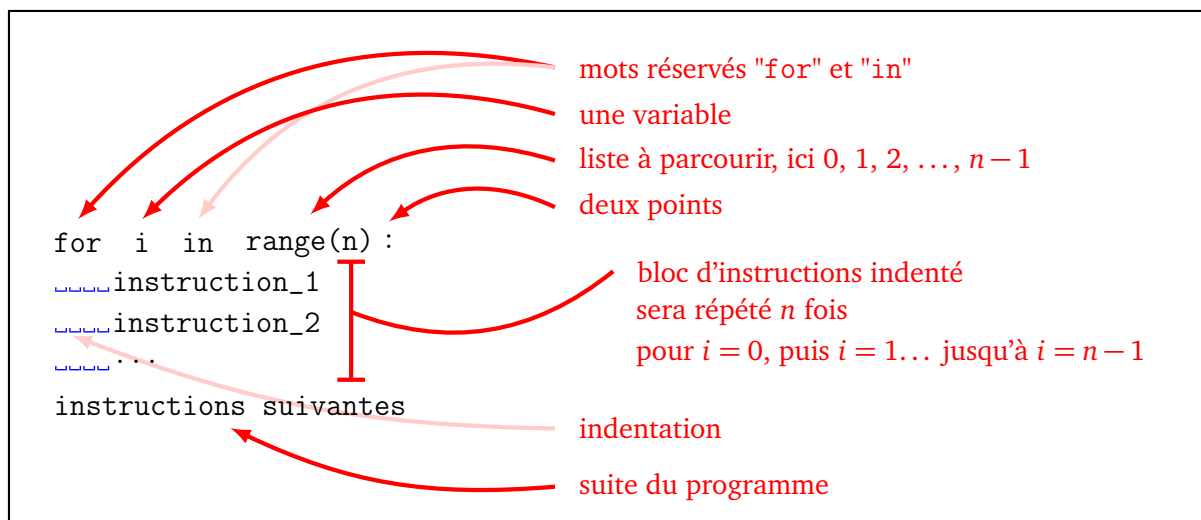 mots réservés "for" et "in"
une variable
liste à parcourir, ici 0, 1, 2, ..., n − 1
deux points
for i in range(n) :
␣␣␣␣instruction_1
␣␣␣␣instruction_2
␣␣␣␣...
bloc d'instructions indenté
sera répété n fois
pour i = 0, puis i = 1... jusqu'à i = n − 1
instructions suivantes
indentation
suite du programme